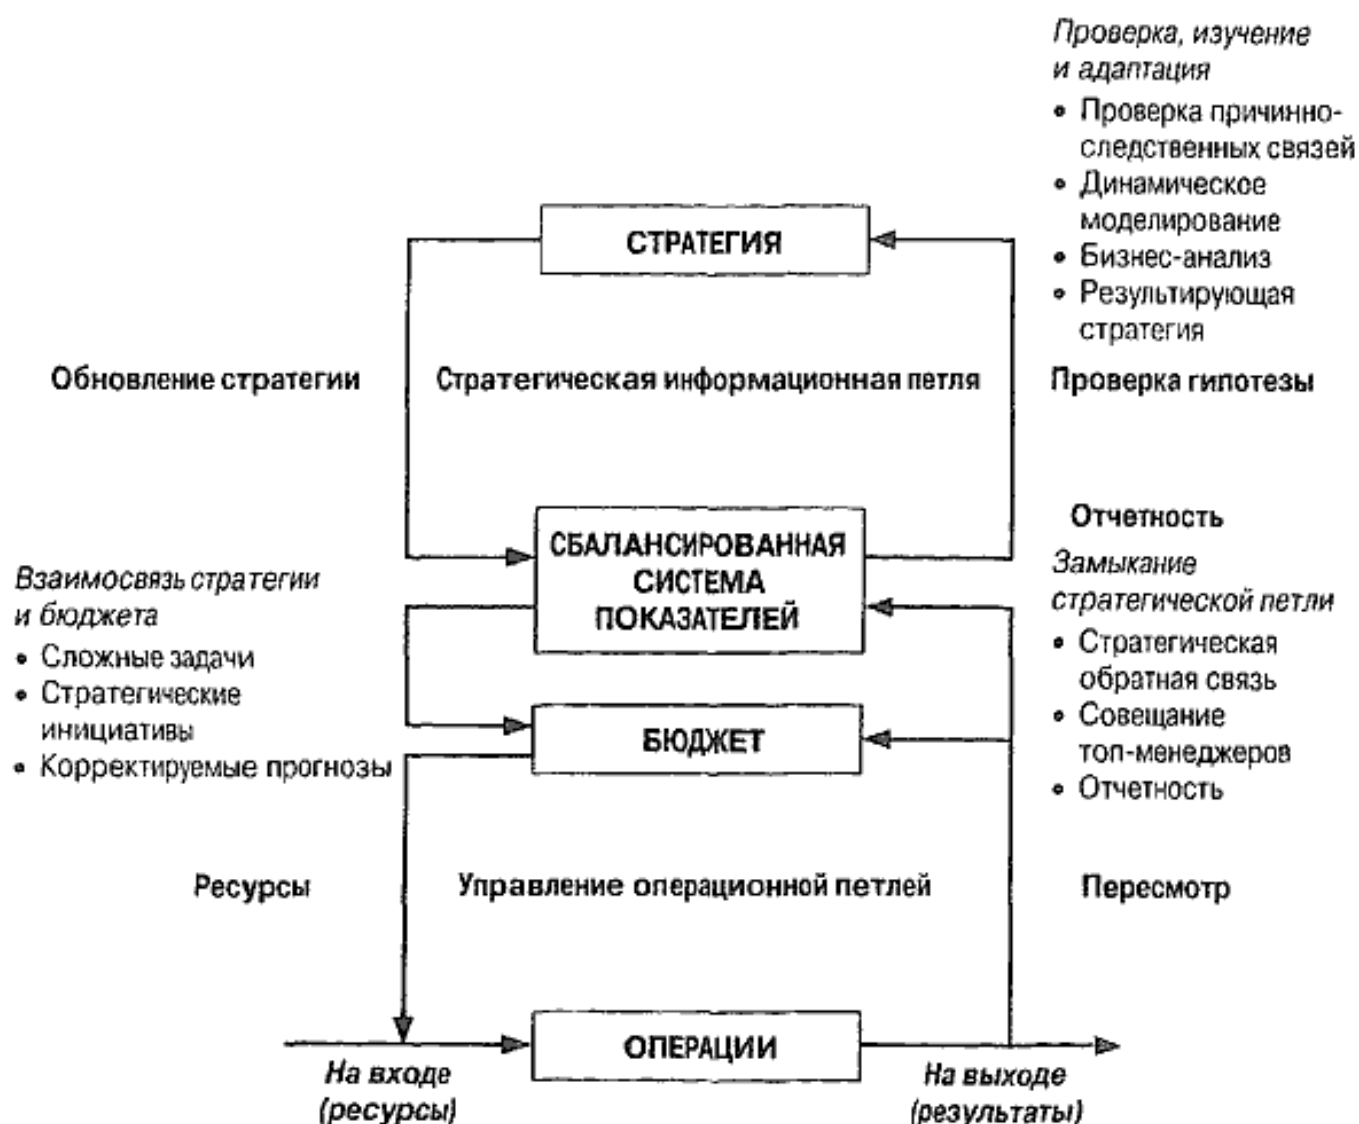 Проверка, изучение
и адаптация
• Проверка причинно-
следственных связей
• Динамическое
моделирование
• Бизнес-анализ
• Результирующая
стратегия
СТРАТЕГИЯ
Обновление стратегии
Стратегическая информационная петля
Проверка гипотезы
СБАЛАНСИРОВАННАЯ
СИСТЕМА
ПОКАЗАТЕЛЕЙ
Отчетность
Замыкание
стратегической петли
• Стратегическая
обратная связь
• Совещание
топ-менеджеров
• Отчетность
Взаимосвязь стратегии
и бюджета
• Сложные задачи
• Стратегические
инициативы
• Корректируемые прогнозы
БЮДЖЕТ
Ресурсы
Управление операционной петлей
Пересмотр
ОПЕРАЦИИ
На входе
(ресурсы)
На выходе
(результаты)